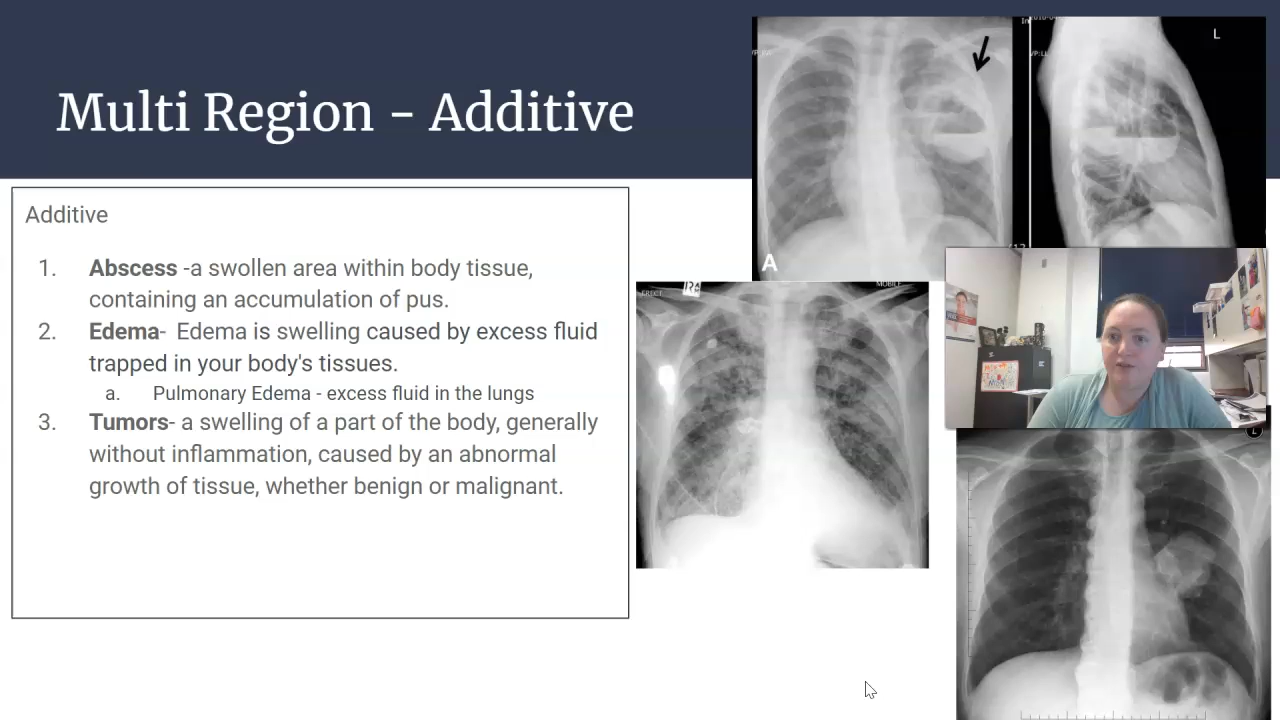 Multi Region - Additive
Additive
1. Abscess -a swollen area within body tissue,
containing an accumulation of pus.
2. Edema- Edema is swelling caused by excess fluid
trapped in your body's tissues.
a. Pulmonary Edema - excess fluid in the lungs
3. Tumors- a swelling of a part of the body, generally
without inflammation, caused by an abnormal
growth of tissue, whether benign or malignant.
L
A
ERECT
MOBILE
L